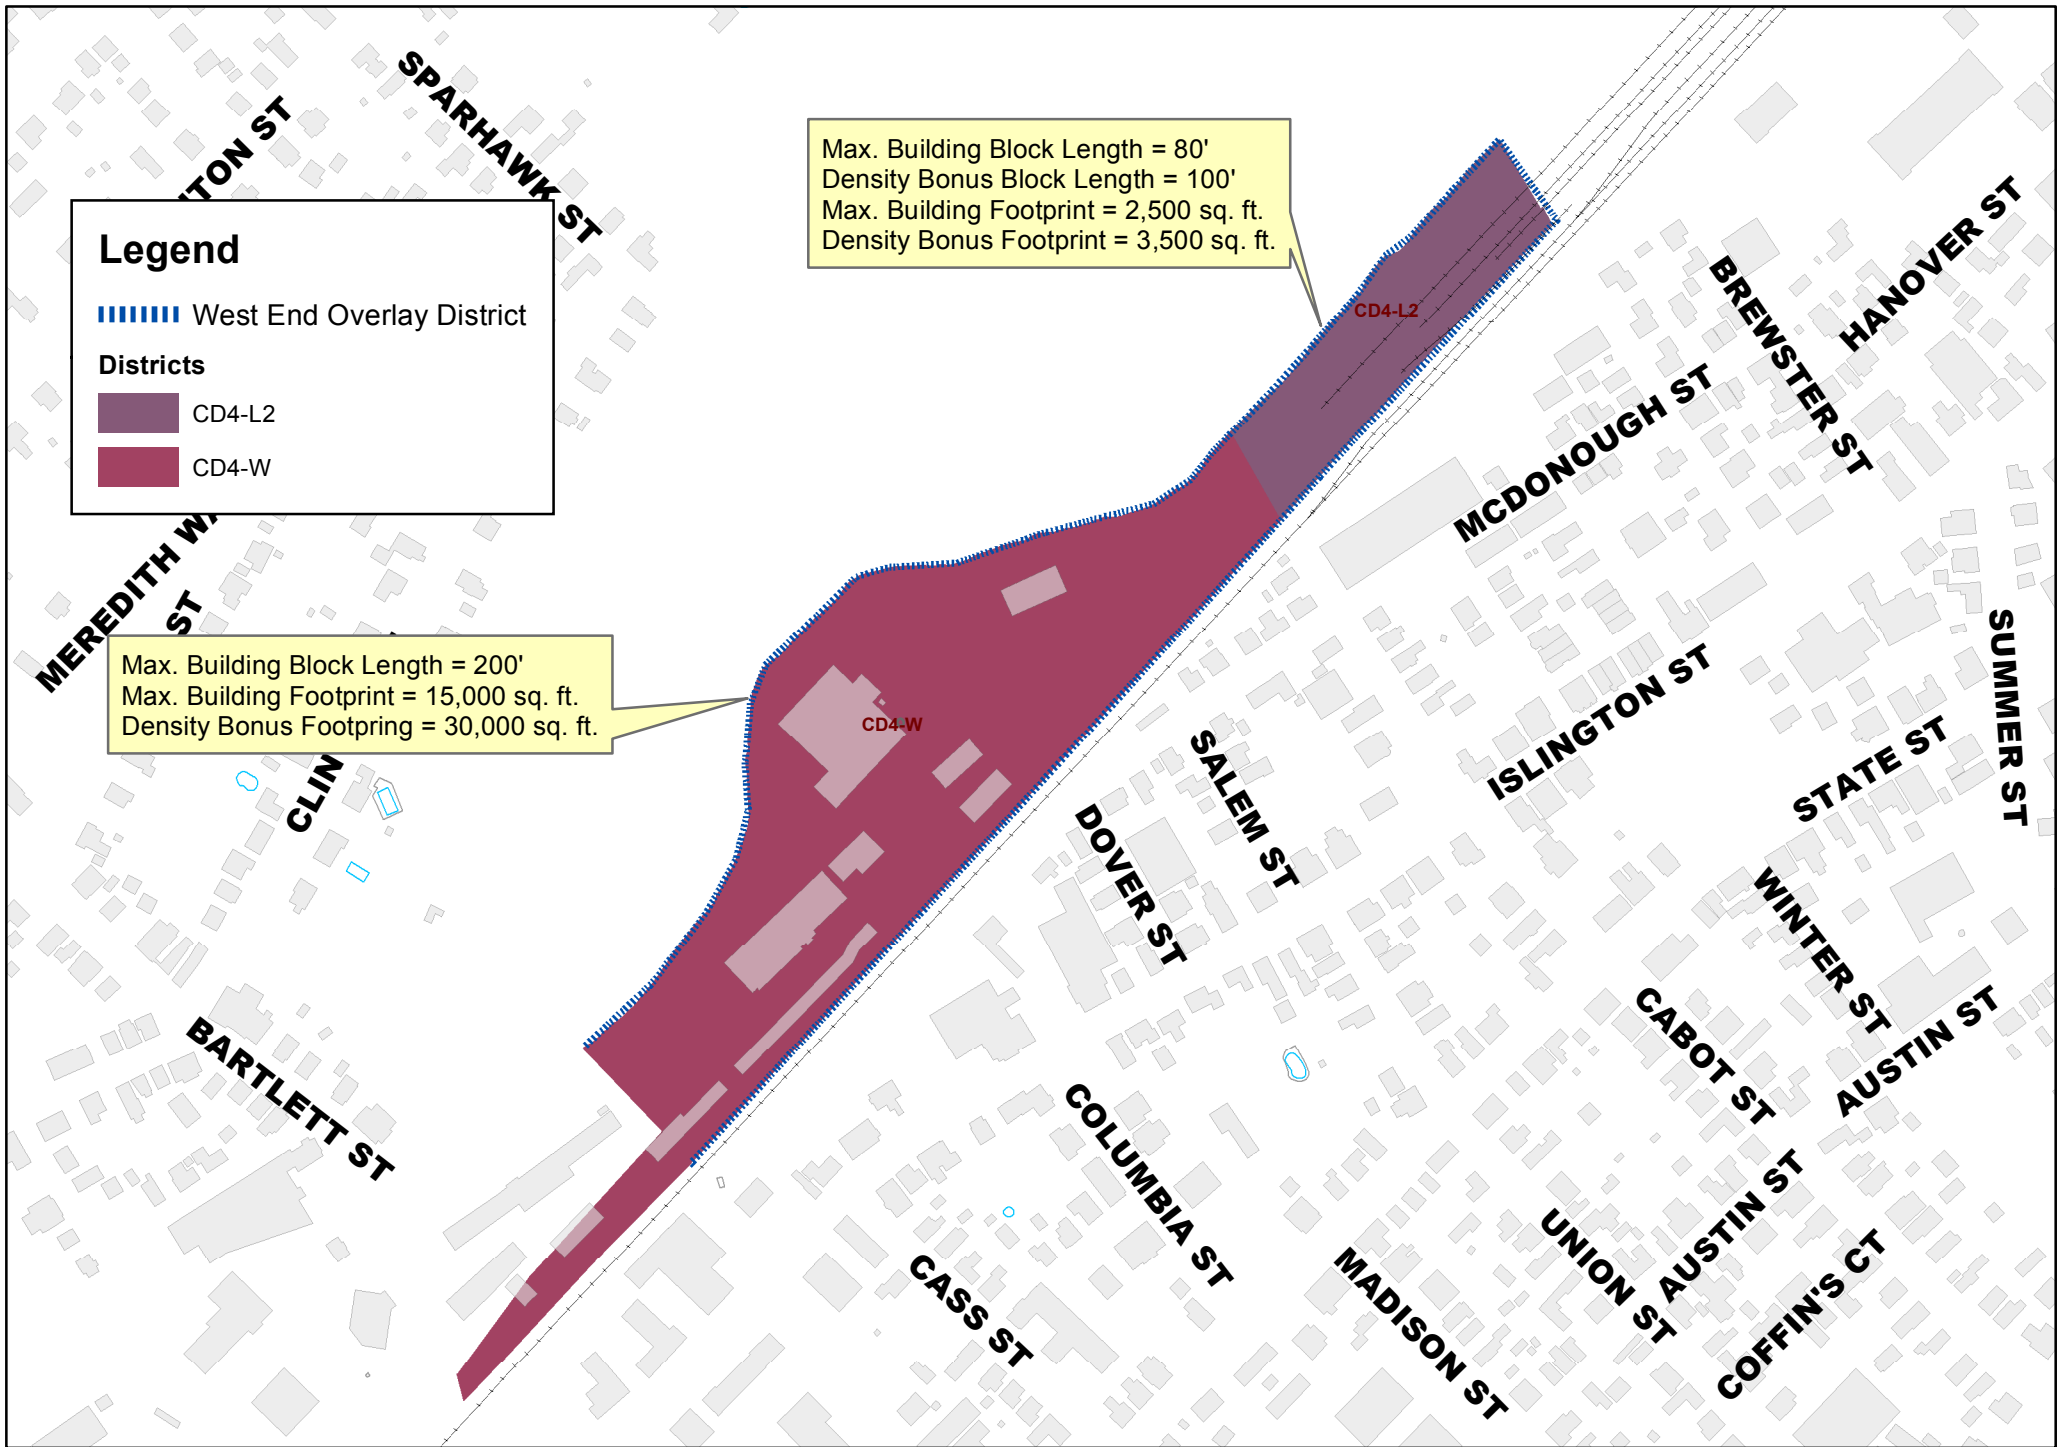 SPARHAWK ST
TON ST
Legend
West End Overlay District
Districts
CD4-L2
CD4-W
Max. Building Block Length = 80'
Density Bonus Block Length = 100'
Max. Building Footprint = 2,500 sq. ft.
Density Bonus Footprint = 3,500 sq. ft.
CD4-L2
HANOVER ST
BREWSTER ST
MCDONOUGH ST
MEREDITH WA
ST
Max. Building Block Length = 200'
Max. Building Footprint = 15,000 sq. ft.
Density Bonus Footpring = 30,000 sq. ft.
CLIN
CD4-W
SUMMER ST
ISLINGTON ST
STATE ST
SALEM ST
DOVER ST
WINTER ST
CABOT ST
AUSTIN ST
BARTLETT ST
COLUMBIA ST
CASS ST
MADISON ST
UNION ST
AUSTIN ST
COFFIN'S CT